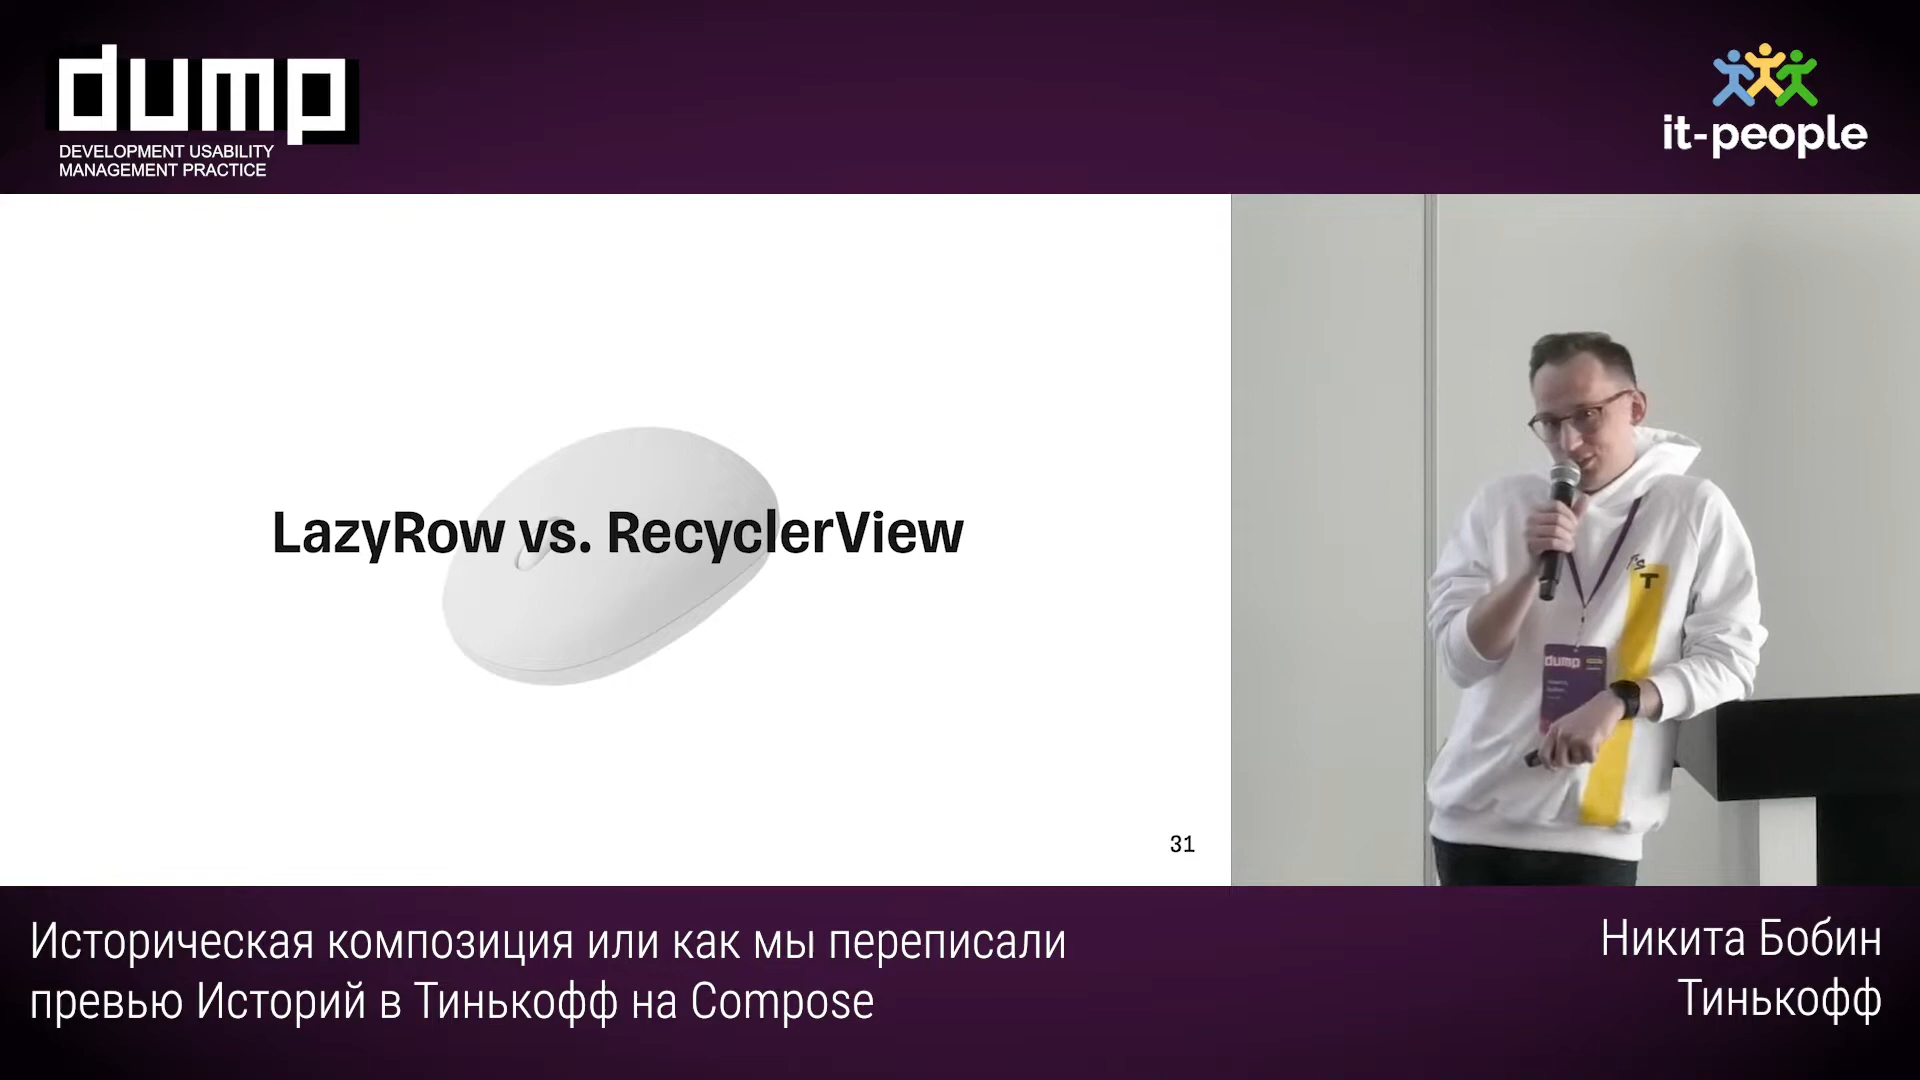 dump
DEVELOPMENT USABILITY
MANAGEMENT PRACTICE
it-people
LazyRow vs. RecyclerView
31
T
dump
Историческая композиция или как мы переписали
превью Историй в Тинькофф на Compose
Никита Бобин
Тинькофф